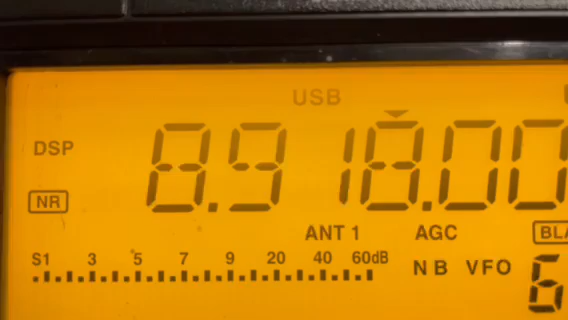 USB
DSP 8.918.00
NR
ANT 1 AGC
S1 3 5 7 9 20 40 60dB
NB VFO 6